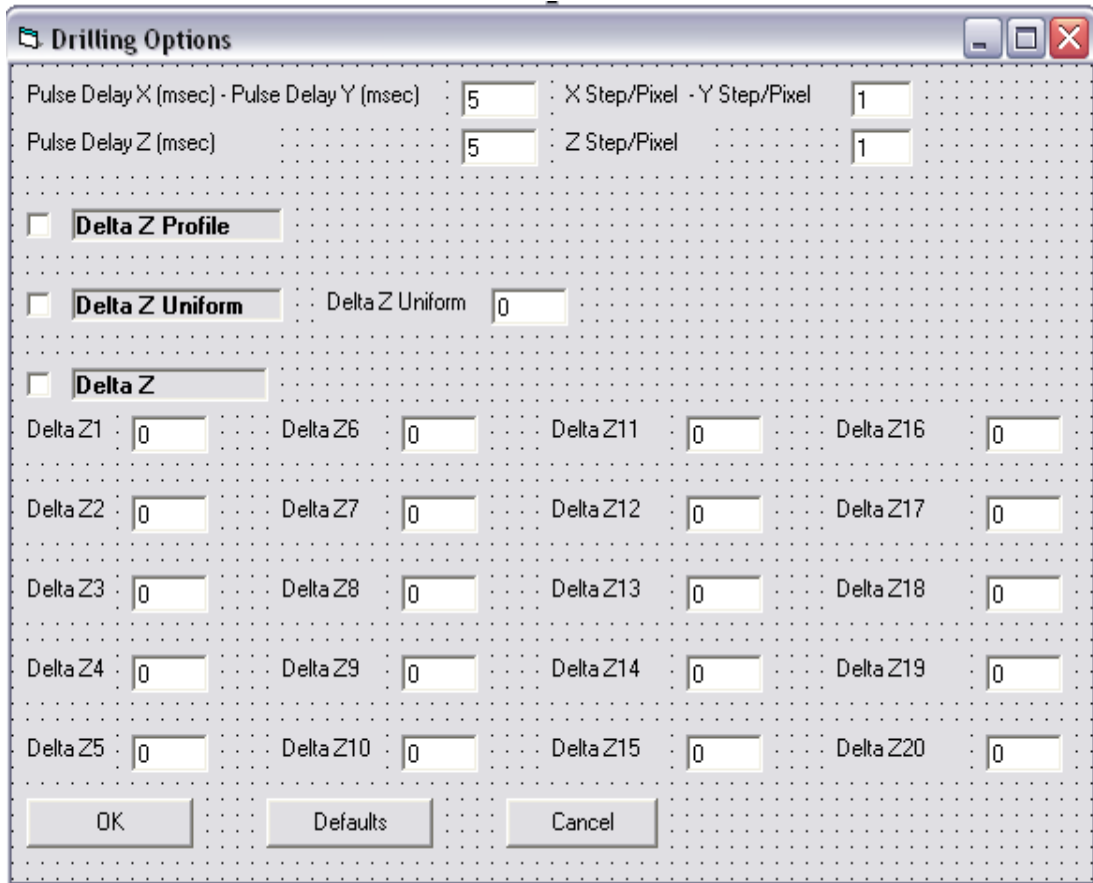 Drilling Options
Pulse Delay X (msec) - Pulse Delay Y (msec) 5 X Step/Pixel - Y Step/Pixel 1
Pulse Delay Z (msec) 5 Z Step/Pixel 1
Delta Z Profile
Delta Z Uniform Delta Z Uniform 0
Delta Z
Delta Z1 0 Delta Z6 0 Delta Z11 0 Delta Z16 0
Delta Z2 0 Delta Z7 0 Delta Z12 0 Delta Z17 0
Delta Z3 0 Delta Z8 0 Delta Z13 0 Delta Z18 0
Delta Z4 0 Delta Z9 0 Delta Z14 0 Delta Z19 0
Delta Z5 0 Delta Z10 0 Delta Z15 0 Delta Z20 0
OK Defaults Cancel